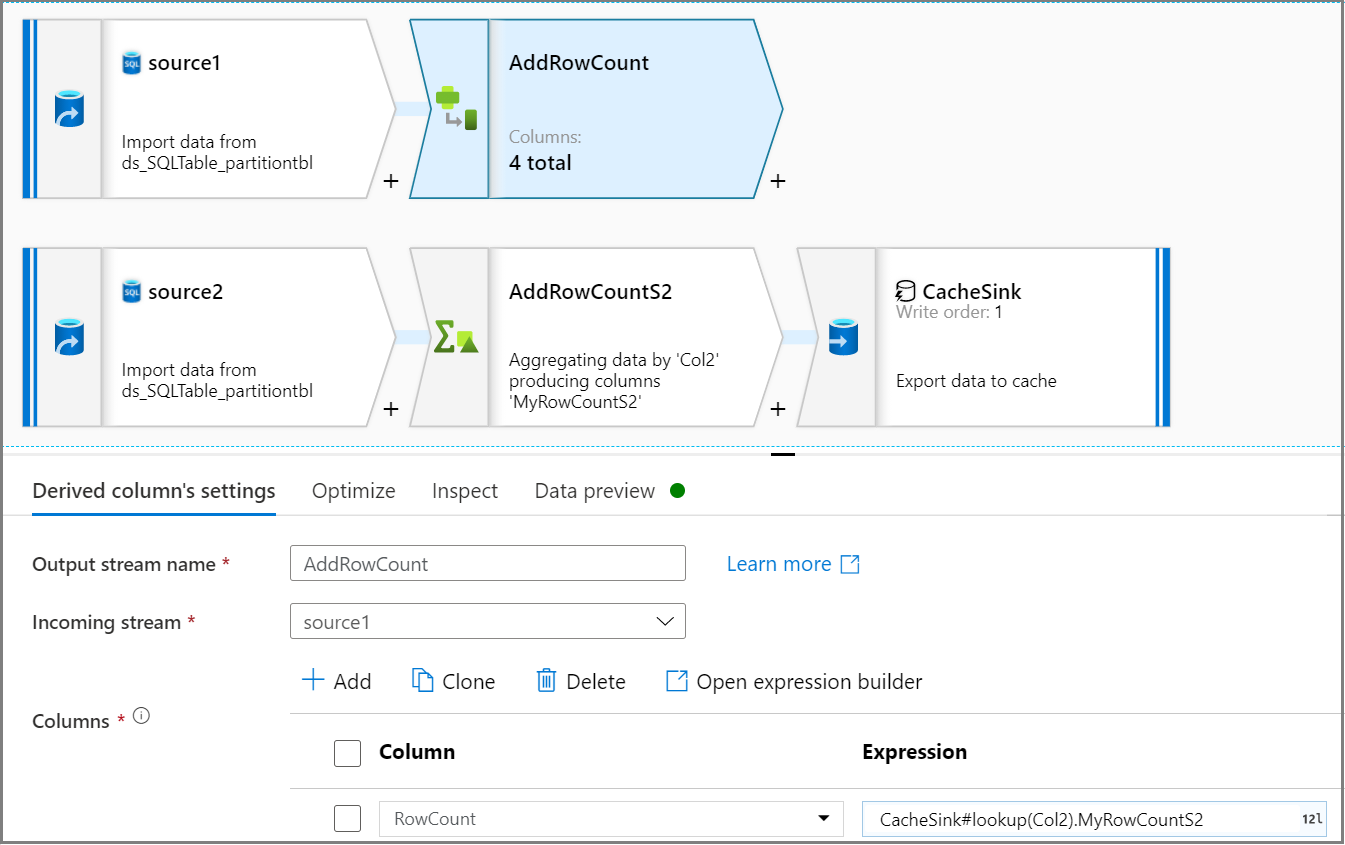 SQL source1
Import data from
ds_SQLTable_partitiontbl
+
AddRowCount
Columns:
4 total
+
SQL source2
Import data from
ds_SQLTable_partitiontbl
+
AddRowCountS2
Aggregating data by 'Col2'
producing columns
'MyRowCountS2'
+
CacheSink
Write order: 1
Export data to cache
Derived column's settings Optimize Inspect Data preview
Output stream name * AddRowCount Learn more
Incoming stream * source1
Add Clone Delete Open expression builder
Columns *
Column Expression
RowCount CacheSink#lookup(Col2).MyRowCountS2 12l